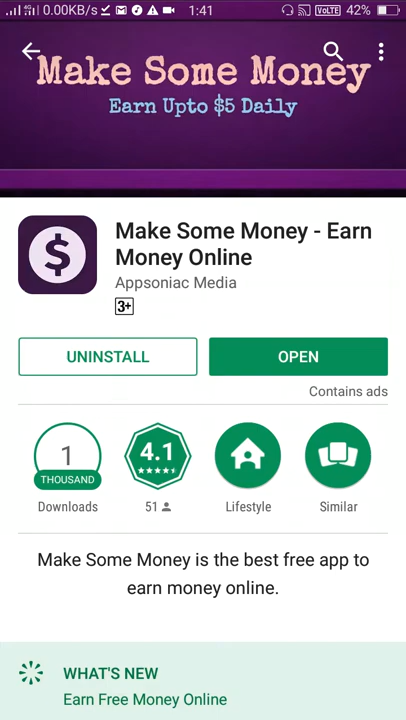 4G 0.00KB/s 1:41 VoLTE 42%
Make Some Money
Earn Upto $5 Daily
$
Make Some Money - Earn
Money Online
Appsoniac Media
3+
UNINSTALL
OPEN
Contains ads
1
THOUSAND
Downloads
4.1
51
Lifestyle
Similar
Make Some Money is the best free app to
earn money online.
WHAT'S NEW
Earn Free Money Online